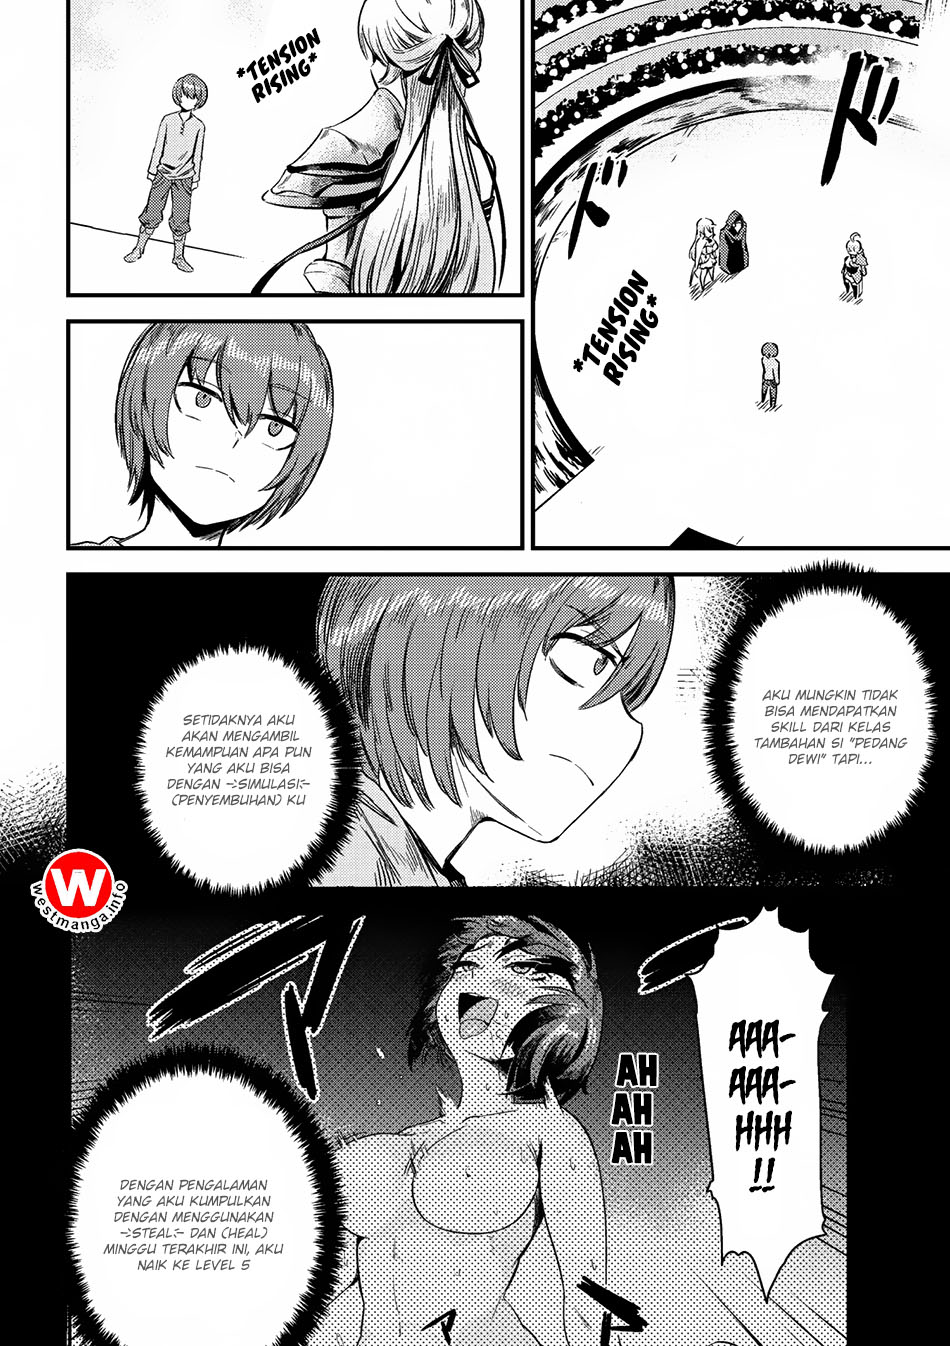 ドド
*TENSION
RISING*
*TENSION
RISING*
AKU MUNGKIN TIDAK
BISA MENDAPATKAN
SKILL DARI KELAS
TAMBAHAN SI "PEDANG
DEWI" TAPI...
SETIDAKNYA AKU
AKAN MENGAMBIL
KEMAMPUAN APA PUN
YANG AKU BISA
DENGAN -:SIMULASI:-
(PENYEMBUHAN) KU
W
westmanga.info
AAA-
AAA-
HHH
!!
AH
AH
AH
DENGAN PENGALAMAN
YANG AKU KUMPULKAN
DENGAN MENGGUNAKAN
-:STEAL:- DAN (HEAL)
MINGGU TERAKHIR INI, AKU
NAIK KE LEVEL 5